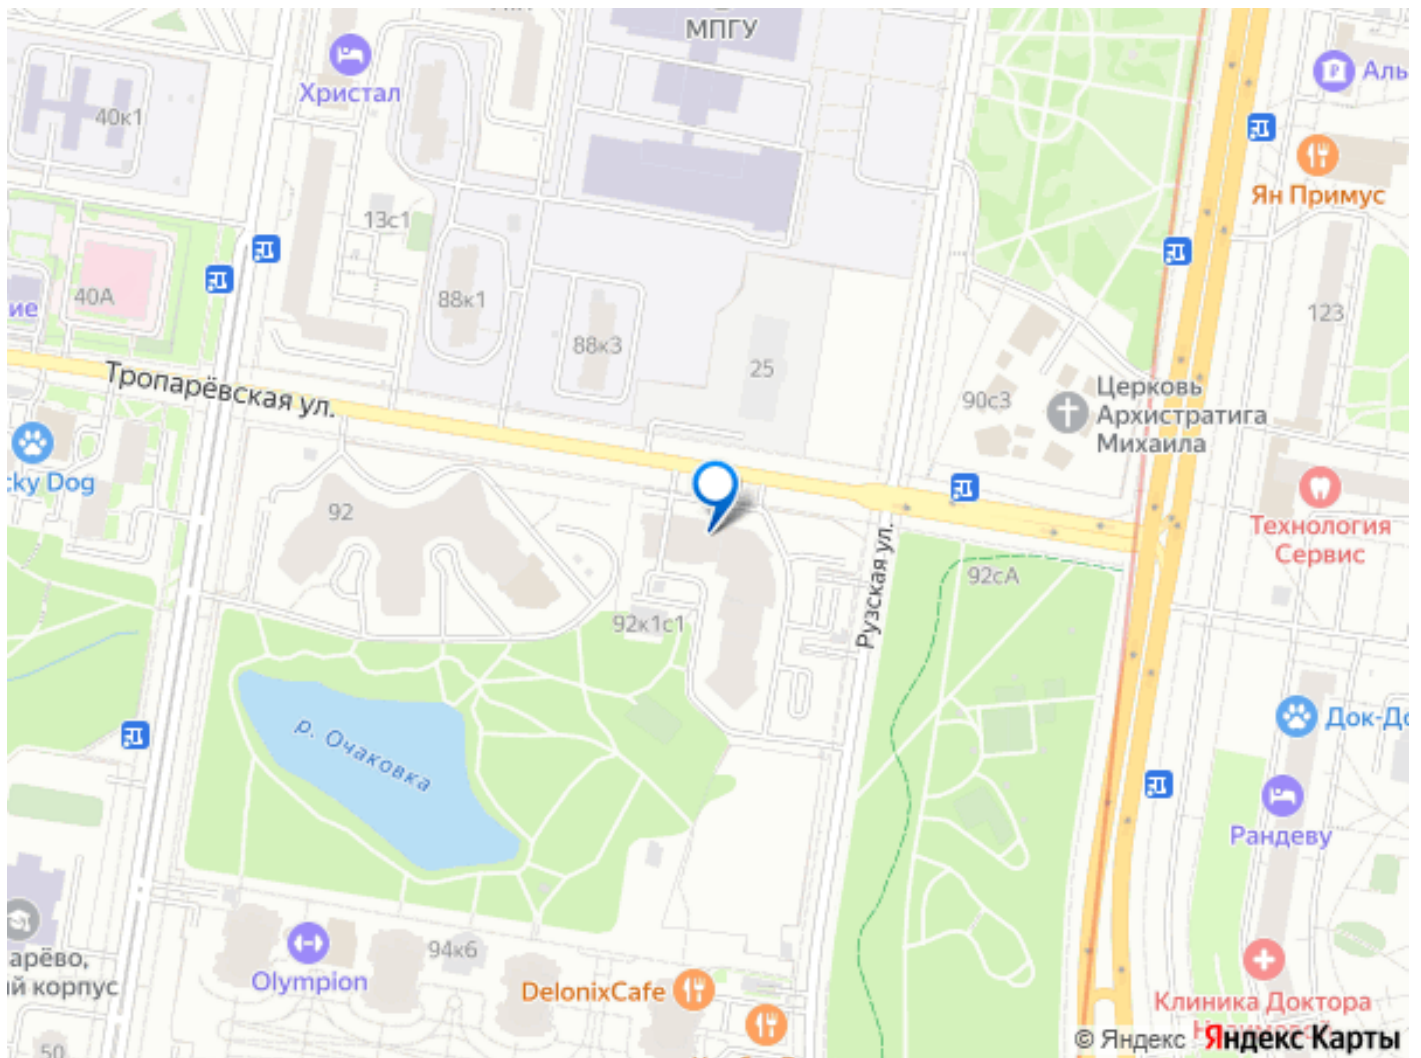 МПГУ
Христал
Аль
40к1
Ян Примус
13с1
40А
ие
88к1
123
88к3
25
Тропарёвская ул.
90с3
Церковь
Архистратига
Михаила
cky Dog
92
Технология
Сервис
Рузская ул.
92сА
92к1с1
р. Очаковка
Док-До
Рандеву
94к6
арёво,
й корпус
Olympion
DelonixCafe
Клиника Доктора
50
© Яндекс Яндекс Карты